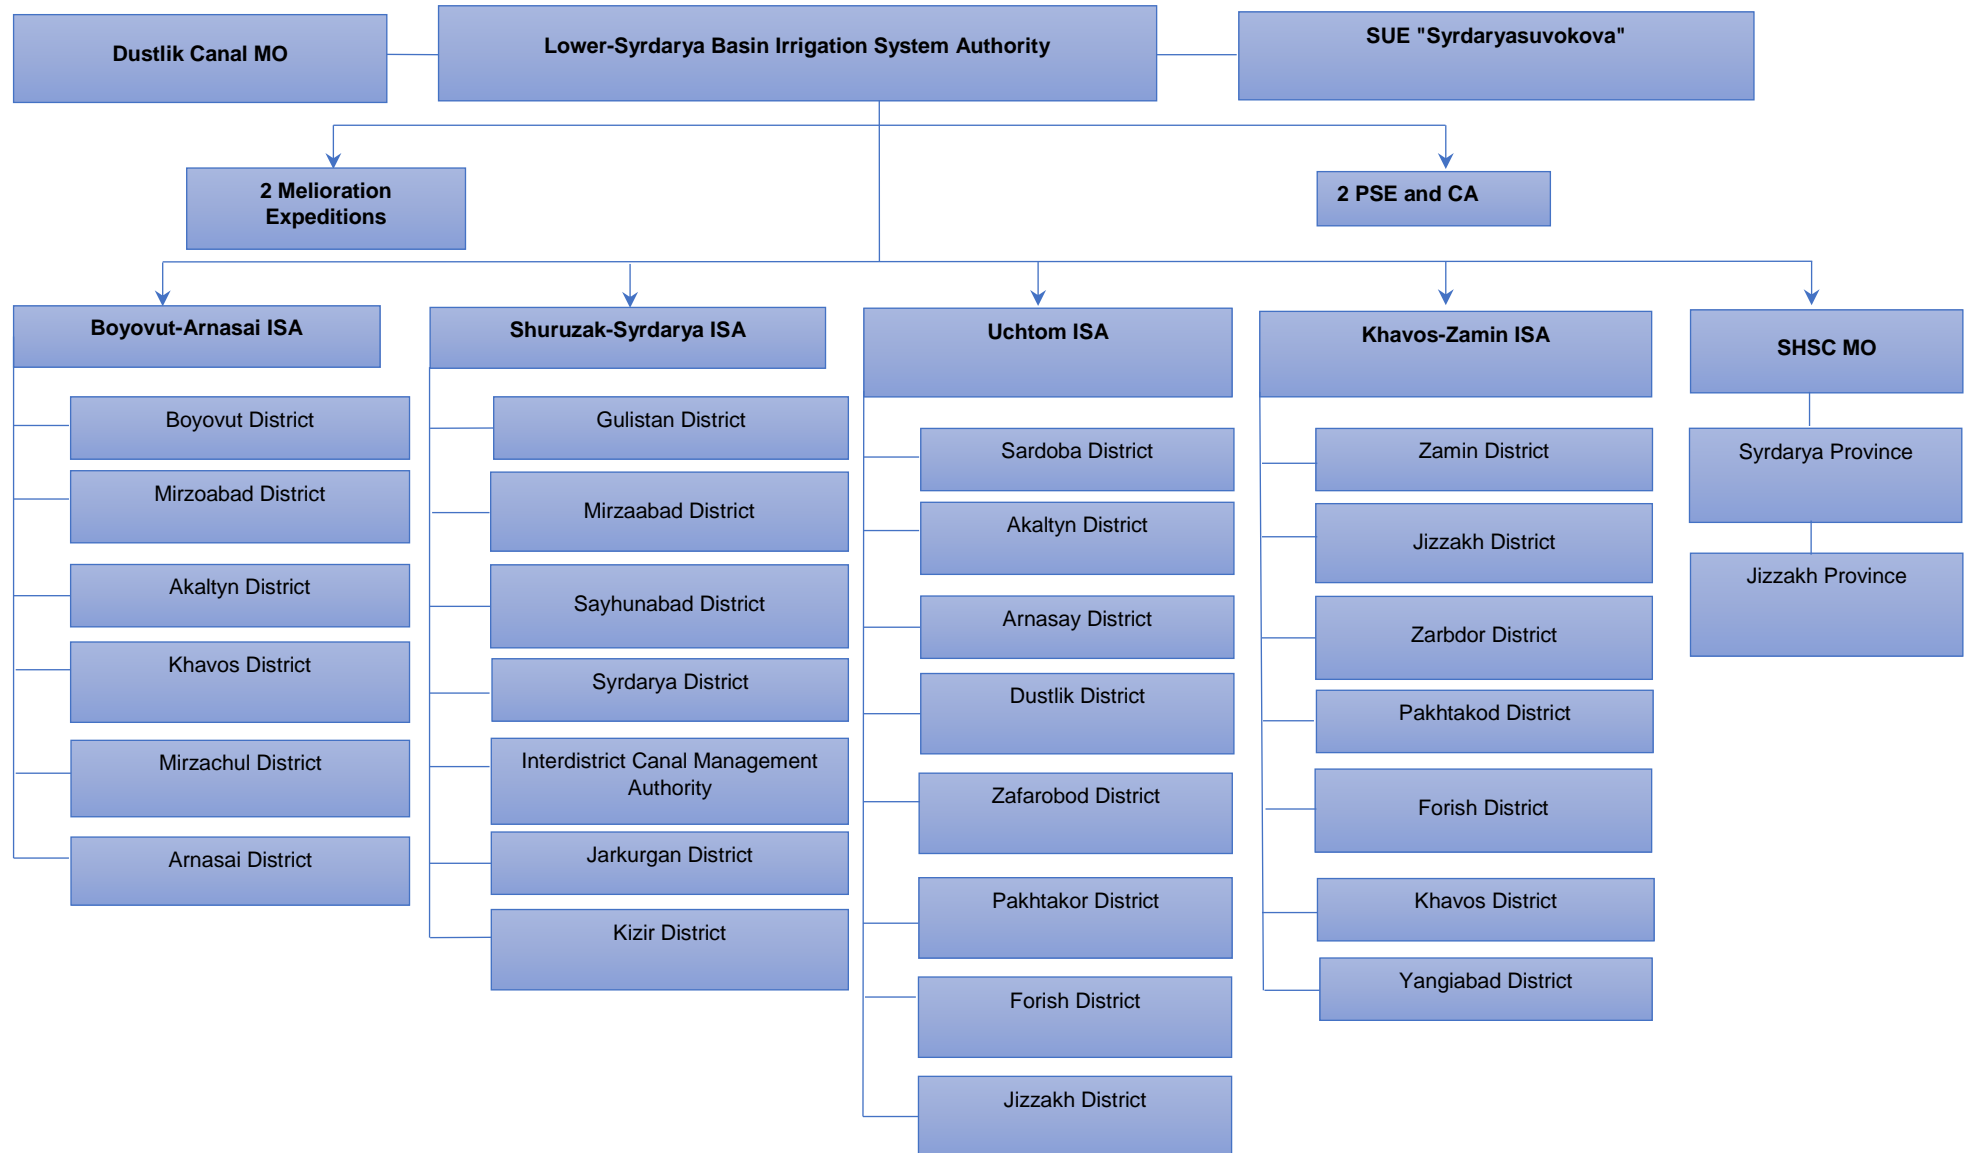 Dustlik Canal MO
Lower-Syrdarya Basin Irrigation System Authority
SUE "Syrdaryasuvokova"
2 Melioration
Expeditions
2 PSE and CA
Boyovut-Arnasai ISA
Boyovut District
Mirzoabad District
Akaltyn District
Khavos District
Mirzachul District
Arnasai District
Shuruzak-Syrdarya ISA
Gulistan District
Mirzaabad District
Sayhunabad District
Syrdarya District
Interdistrict Canal Management
Authority
Jarkurgan District
Kizir District
Uchtom ISA
Sardoba District
Akaltyn District
Arnasay District
Dustlik District
Zafarobod District
Pakhtakor District
Forish District
Jizzakh District
Khavos-Zamin ISA
Zamin District
Jizzakh District
Zarbdor District
Pakhtakod District
Forish District
Khavos District
Yangiabad District
SHSC MO
Syrdarya Province
Jizzakh Province